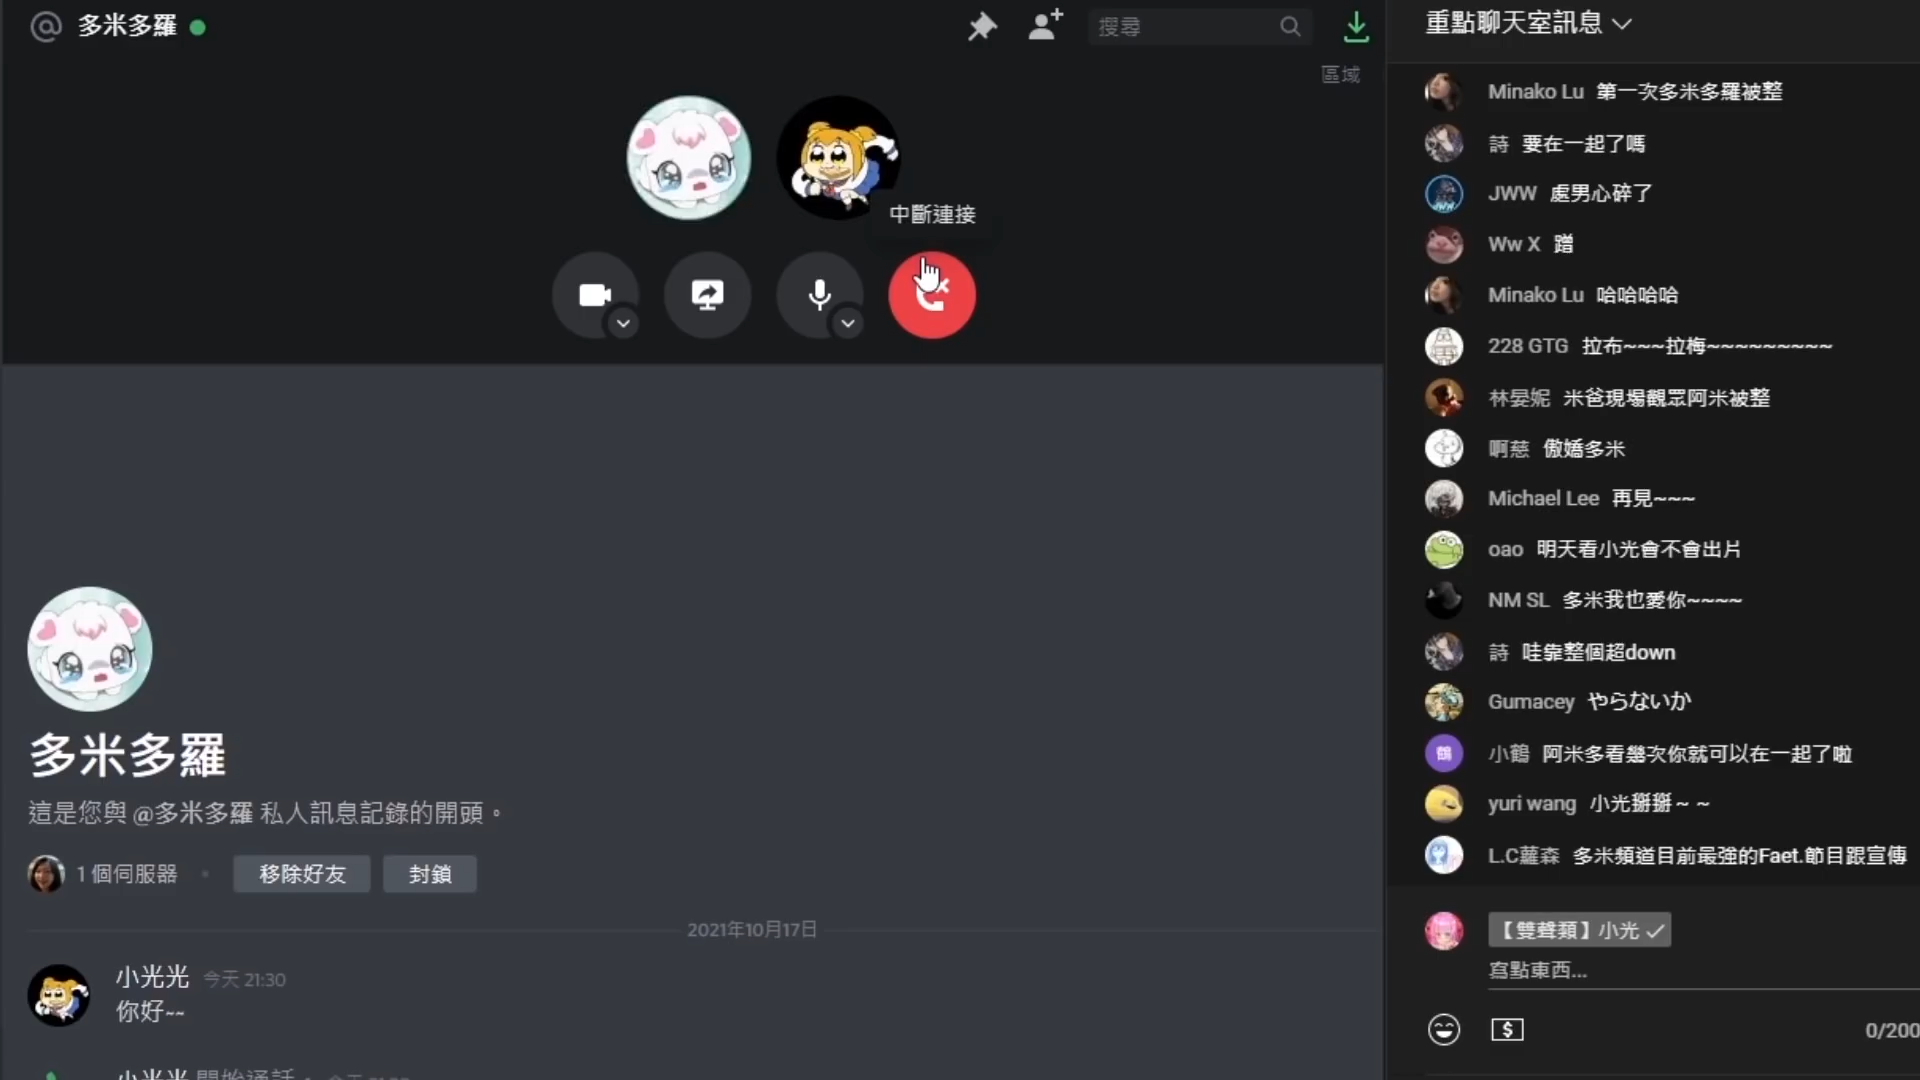 @ 多米多羅
搜尋
區域
中斷連接
多米多羅
這是您與 @多米多羅 私人訊息記錄的開頭。
1 個伺服器
移除好友
封鎖
2021年10月17日
小光光 今天 21:30
你好~~
重點聊天室訊息
Minako Lu 第一次多米多羅被整
詩 要在一起了嗎
JWW 處男心碎了
Ww X 蹭
Minako Lu 哈哈哈哈
228 GTG 拉布~~~拉梅~~~~~~~~~
林晏妮 米爸現場觀眾阿米被整
啊慈 傲嬌多米
Michael Lee 再見~~~
oao 明天看小光會不會出片
NM SL 多米我也愛你~~~~
詩 哇靠整個超down
Gumacey やらないか
鶴
小鶴 阿米多看幾次你就可以在一起了啦
yuri wang 小光掰掰~ ~
L.C蘿森 多米頻道目前最強的Faet.節目跟宣傳
【雙聲類】小光
寫點東西...
0/200